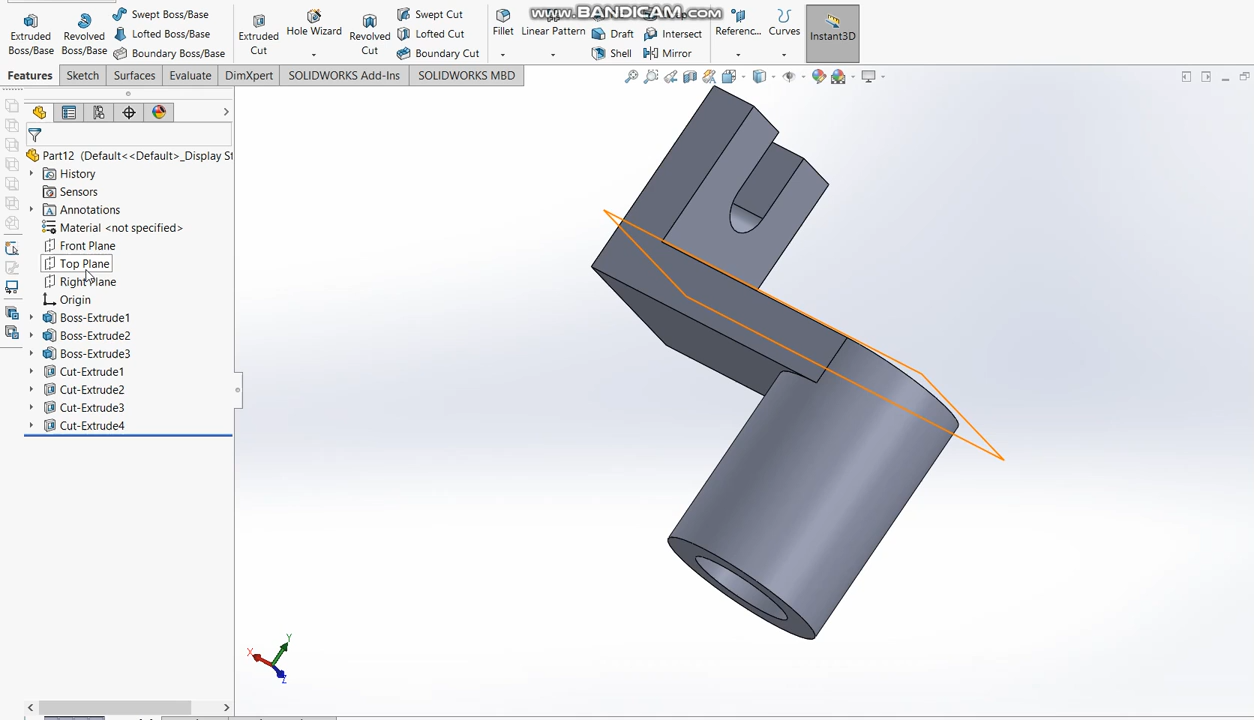 www.BANDICAM.com
Extruded Boss/Base
Revolved Boss/Base
Swept Boss/Base
Lofted Boss/Base
Boundary Boss/Base
Extruded Cut
Hole Wizard
Revolved Cut
Swept Cut
Lofted Cut
Boundary Cut
Fillet
Linear Pattern
Draft
Shell
Intersect
Mirror
Referenc...
Curves
Instant3D
Features Sketch Surfaces Evaluate DimXpert SOLIDWORKS Add-Ins SOLIDWORKS MBD
Part12 (Default<<Default>_Display St
History
Sensors
Annotations
Material <not specified>
Front Plane
Top Plane
Right Plane
Origin
Boss-Extrude1
Boss-Extrude2
Boss-Extrude3
Cut-Extrude1
Cut-Extrude2
Cut-Extrude3
Cut-Extrude4
Y
X
Z